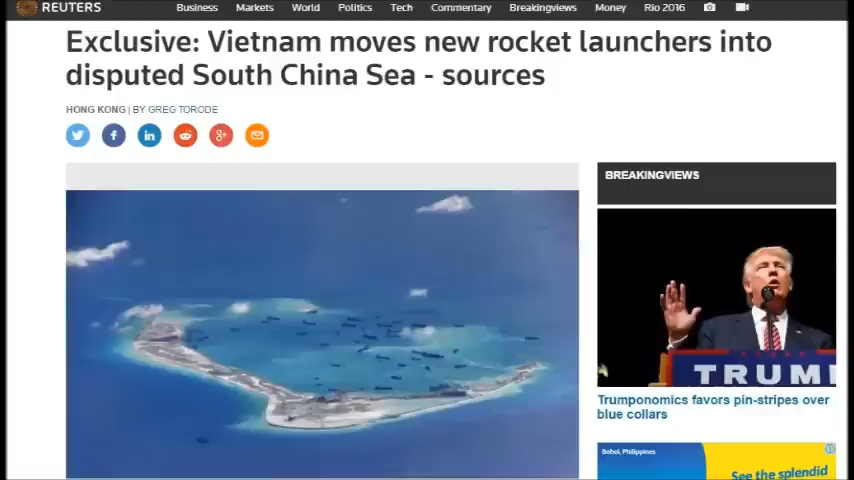 REUTERS
Business Markets World Politics Tech Commentary Breakingviews Money Rio 2016
Exclusive: Vietnam moves new rocket launchers into
disputed South China Sea - sources
HONG KONG | BY GREG TORODE
BREAKINGVIEWS
TRUM
Trumponomics favors pin-stripes over
blue collars
Bohol, Philippines
See the splendid